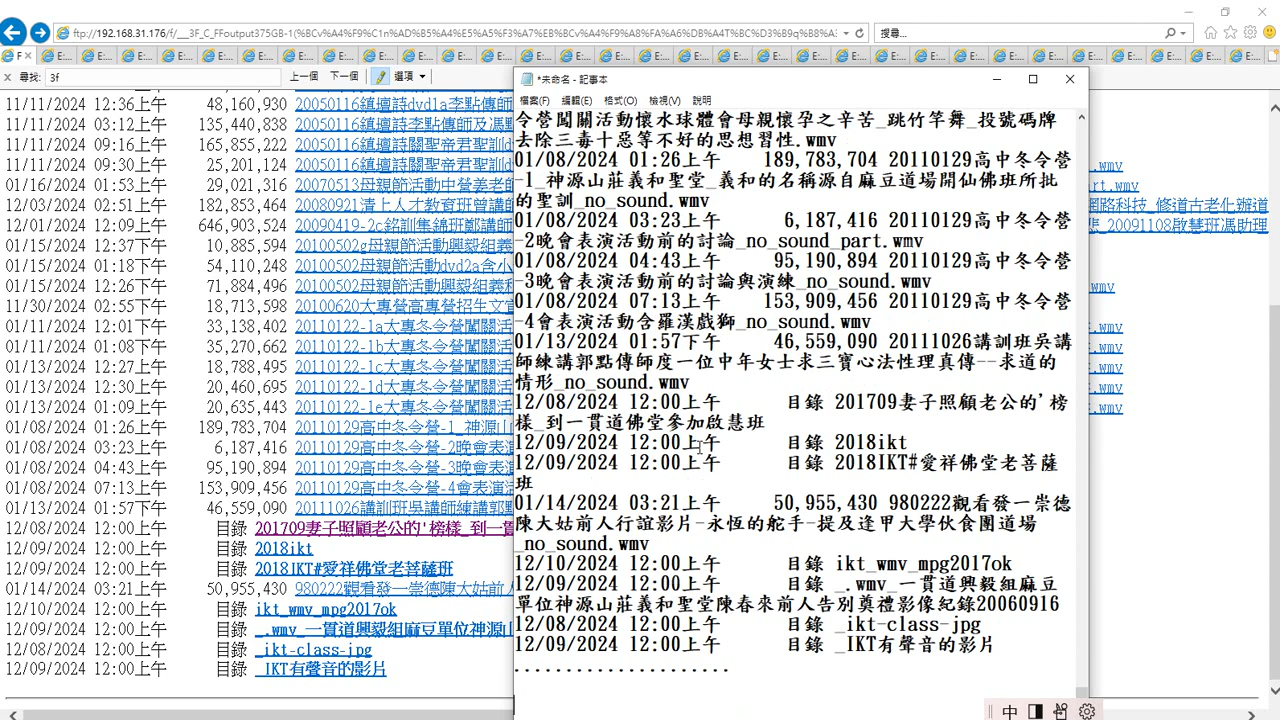 ftp://192.168.31.176/f/___3F_C_FFoutput375GB-1(%BCv%A4%F9%C1n%AD%B5%A4%E5%A5%F3%A7%EB%BCv%A4%F9%A8%FA%A6%DB%A4T%BC%D3%89q%B8%A
搜尋...
尋找: 3f
上一個 下一個 選項
*未命名 - 記事本
檔案(F) 編輯(E) 格式(O) 檢視(V) 說明
11/11/2024 12:36上午 48,160,930 20050116鎮壇詩dvd1a李點傳師
11/11/2024 03:12上午 135,440,838 20050116鎮壇詩李點傳師及馮點
11/16/2024 09:16上午 165,855,222 20050116鎮壇詩關聖帝君聖訓d
11/11/2024 09:30上午 25,201,124 20050116鎮壇詩關聖帝君聖訓d
01/16/2024 01:53上午 29,021,316 20070513母親節活動中營姜老師
12/03/2024 02:51上午 182,853,464 20080921清上人才教育班曾講師
12/01/2024 12:09上午 646,903,524 20090419-2c銘訓集錦班鄭講師
01/15/2024 12:37下午 10,885,594 20100502g母親節活動興毅組義
01/15/2024 01:18下午 54,110,248 20100502母親節活動dvd2a含小
01/15/2024 12:26下午 71,884,496 20100502母親節活動興毅組義和
11/30/2024 02:55下午 18,713,598 20100620大專營高專營招生文宣
01/11/2024 12:01下午 33,138,402 20110122-1a大專冬令營闖關活
01/11/2024 01:08下午 35,270,662 20110122-1b大專冬令營闖關活
01/13/2024 12:27上午 18,788,495 20110122-1c大專冬令營闖關活
01/13/2024 12:30上午 20,460,695 20110122-1d大專冬令營闖關活
01/13/2024 01:08上午 20,635,443 20110122-1e大專冬令營闖關活
01/08/2024 01:26上午 189,783,704 20110129高中冬令營-1_神源山
01/08/2024 03:23上午 6,187,416 20110129高中冬令營-2晚會表演
01/08/2024 04:43上午 95,190,894 20110129高中冬令營-3晚會表演
01/08/2024 07:13上午 153,909,456 20110129高中冬令營-4會表演活
01/13/2024 01:57下午 46,559,090 20111026講訓班吳講師練講郭點
12/08/2024 12:00上午 目錄 201709妻子照顧老公的'榜樣_到一貫
12/09/2024 12:00上午 目錄 2018ikt
12/09/2024 12:00上午 目錄 2018IKT#愛祥佛堂老菩薩班
01/14/2024 03:21上午 50,955,430 980222觀看發一崇德陳大姑前人
12/10/2024 12:00上午 目錄 ikt_wmv_mpg2017ok
12/09/2024 12:00上午 目錄 _.wmv_一貫道興毅組麻豆單位神源山
12/08/2024 12:00上午 目錄 _ikt-class-jpg
12/09/2024 12:00上午 目錄 _IKT有聲音的影片
令營闖關活動懷水球體會母親懷孕之辛苦_跳竹竿舞_投號碼牌
去除三毒十惡等不好的思想習性.wmv
01/08/2024 01:26上午 189,783,704 20110129高中冬令營
-1_神源山莊義和聖堂_義和的名稱源自麻豆道場開仙佛班所批
的聖訓_no_sound.wmv
01/08/2024 03:23上午 6,187,416 20110129高中冬令營
-2晚會表演活動前的討論_no_sound_part.wmv
01/08/2024 04:43上午 95,190,894 20110129高中冬令營
-3晚會表演活動前的討論與演練_no_sound.wmv
01/08/2024 07:13上午 153,909,456 20110129高中冬令營
-4會表演活動含羅漢戲獅_no_sound.wmv
01/13/2024 01:57下午 46,559,090 20111026講訓班吳講
師練講郭點傳師度一位中年女士求三寶心法性理真傳--求道的
情形_no_sound.wmv
12/08/2024 12:00上午 目錄 201709妻子照顧老公的'榜
樣_到一貫道佛堂參加啟慧班
12/09/2024 12:00上午 目錄 2018ikt
12/09/2024 12:00上午 目錄 2018IKT#愛祥佛堂老菩薩
班
01/14/2024 03:21上午 50,955,430 980222觀看發一崇德
陳大姑前人行誼影片-永恆的舵手-提及逢甲大學伙食團道場
_no_sound.wmv
12/10/2024 12:00上午 目錄 ikt_wmv_mpg2017ok
12/09/2024 12:00上午 目錄 _.wmv_一貫道興毅組麻豆
單位神源山莊義和聖堂陳春來前人告別奠禮影像紀錄20060916
12/08/2024 12:00上午 目錄 _ikt-class-jpg
12/09/2024 12:00上午 目錄 _IKT有聲音的影片
....................
.wmv
art.wmv
網路科技_修道古老化辦道
_20091108啟慧班馮助理
wmv
.wmv
.wmv
.wmv
.wmv
.wmv
中